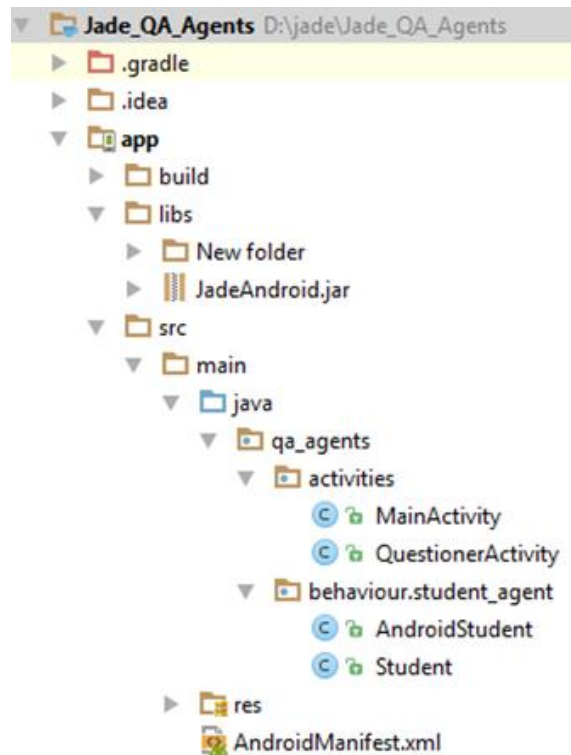 Jade_QA_Agents D:\jade\Jade_QA_Agents
.gradle
.idea
app
build
libs
New folder
JadeAndroid.jar
src
main
java
qa_agents
activities
MainActivity
QuestionerActivity
behaviour.student_agent
AndroidStudent
Student
res
AndroidManifest.xml